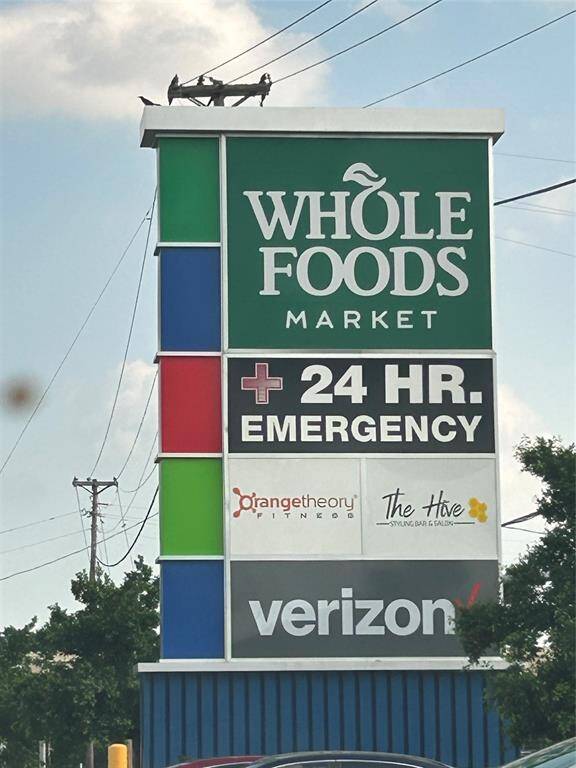 WHOLE
FOODS
MARKET
24 HR.
EMERGENCY
Orangetheory
FITNESS
The Hive
STYLING BAR & SALON
verizon